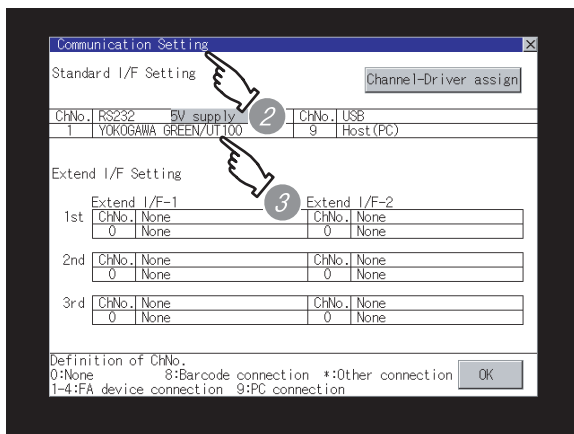 Communication Setting
Standard I/F Setting
Channel-Driver assign
ChNo. RS232 5V supply ChNo. USB
1 YOKOGAWA GREEN/UT100 9 Host(PC)
2
3
Extend I/F Setting
Extend I/F-1 Extend I/F-2
1st ChNo. None ChNo. None
0 None 0 None
2nd ChNo. None ChNo. None
0 None 0 None
3rd ChNo. None ChNo. None
0 None 0 None
Definition of ChNo.
0:None 8:Barcode connection *:Other connection
1-4:FA device connection 9:PC connection
OK